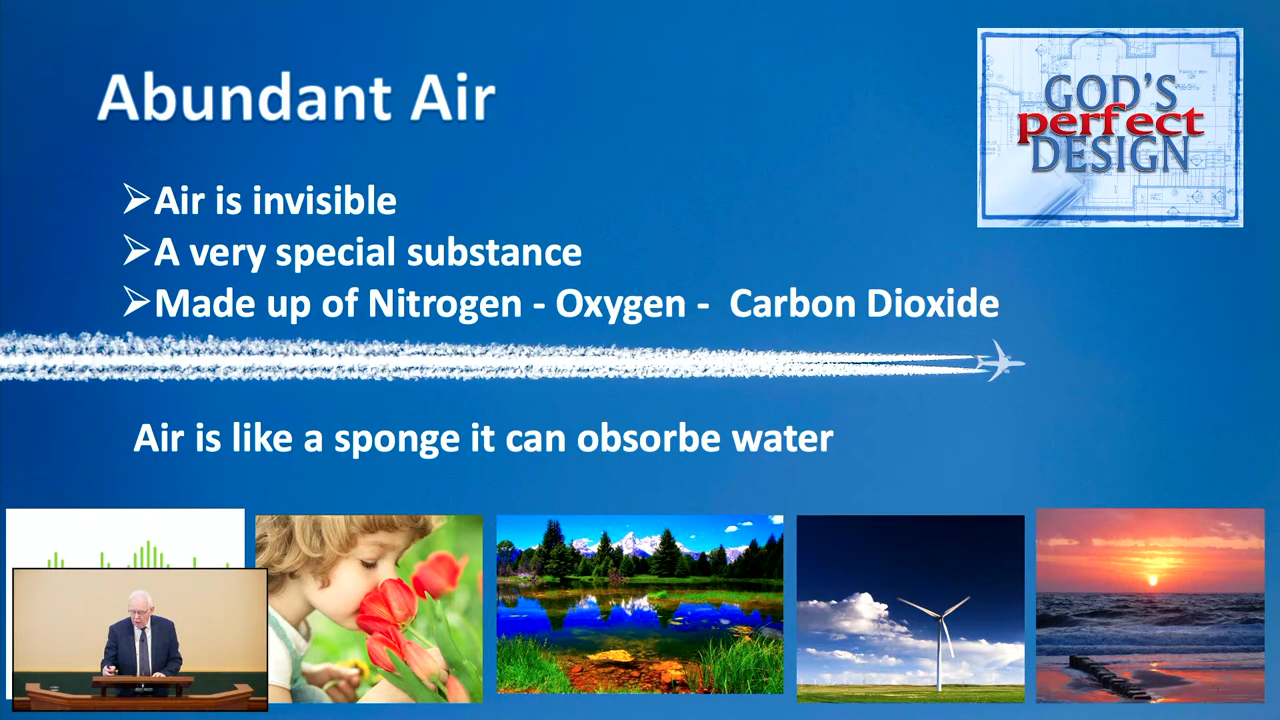 Abundant Air
GOD'S
perfect
DESIGN
➢Air is invisible
➢A very special substance
➢Made up of Nitrogen - Oxygen - Carbon Dioxide
Air is like a sponge it can obsorbe water